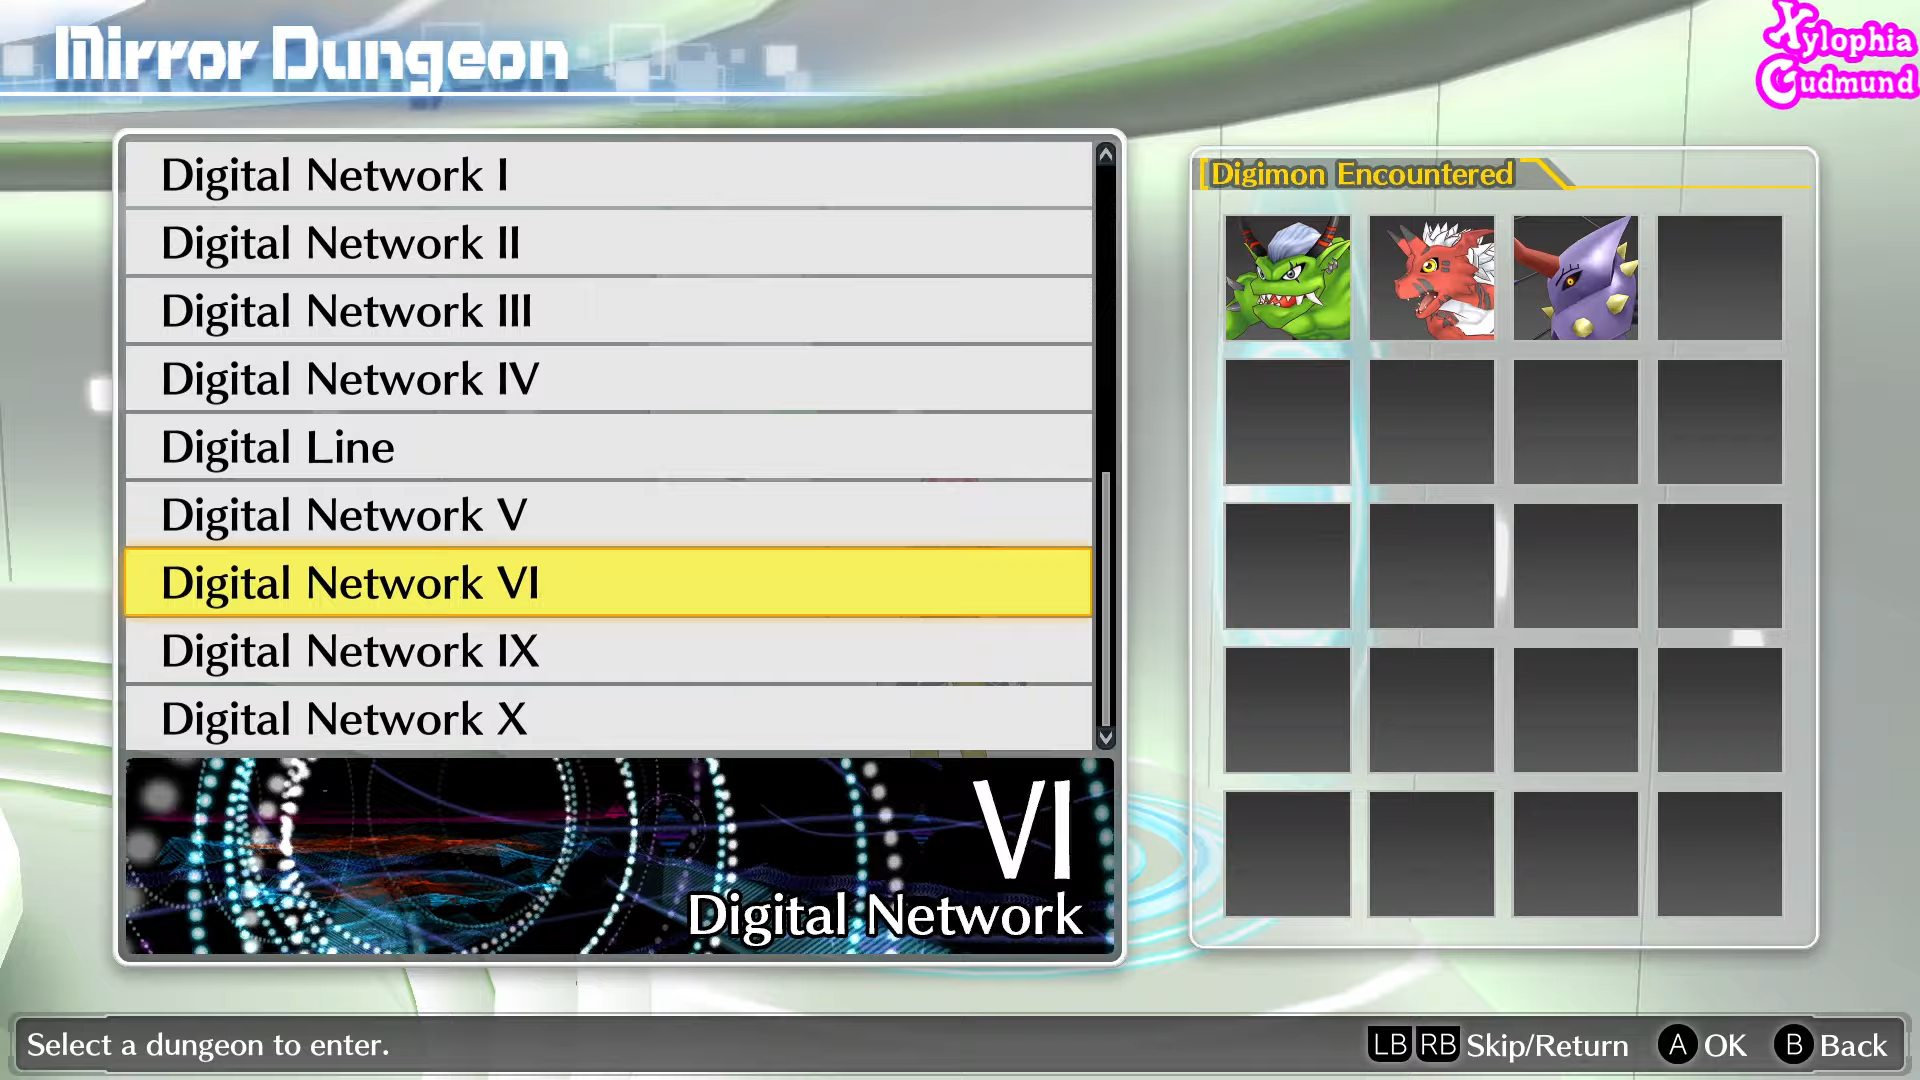 Mirror Dungeon
Xylophia
Gudmund
Digital Network I
Digital Network II
Digital Network III
Digital Network IV
Digital Line
Digital Network V
Digital Network VI
Digital Network IX
Digital Network X
VI
Digital Network
Digimon Encountered
Select a dungeon to enter.
LB RB Skip/Return A OK B Back